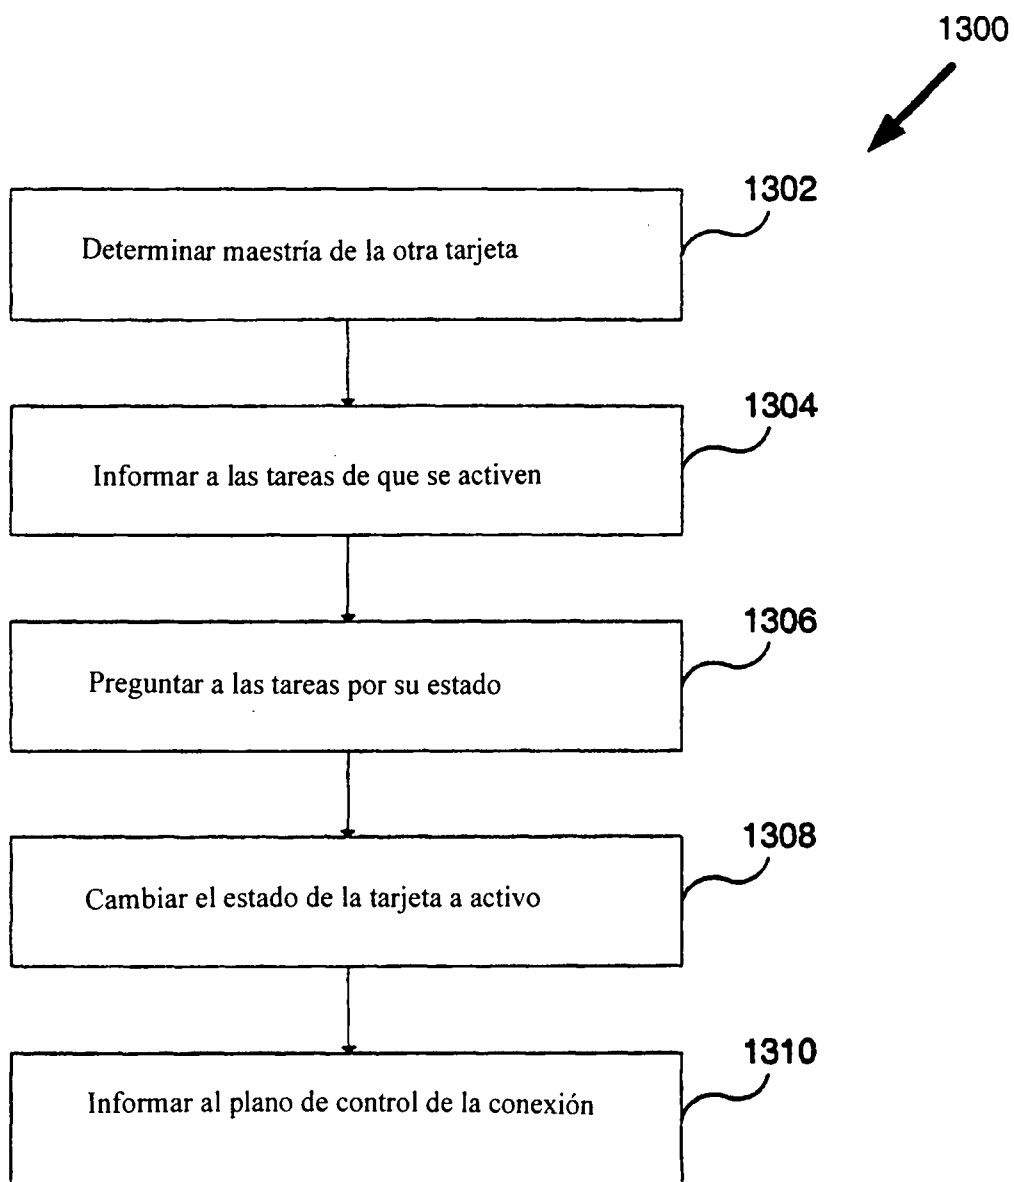 1300
1302
Determinar maestría de la otra tarjeta
1304
Informar a las tareas de que se activen
1306
Preguntar a las tareas por su estado
1308
Cambiar el estado de la tarjeta a activo
1310
Informar al plano de control de la conexión